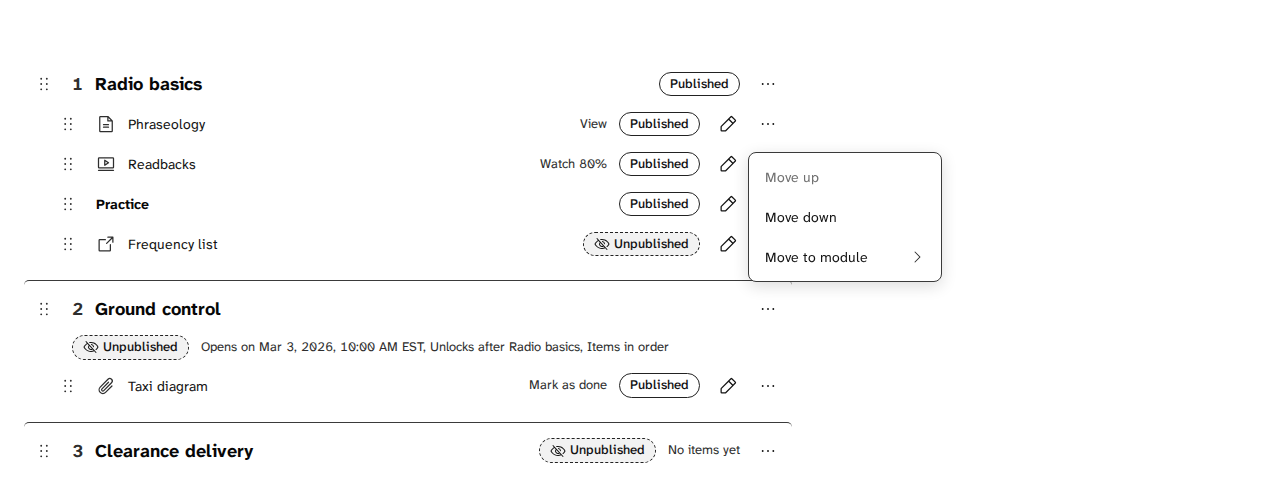 1 Radio basics Published
Phraseology View Published
Readbacks Watch 80% Published
Practice Published
Frequency list Unpublished
Move up
Move down
Move to module
2 Ground control
Unpublished Opens on Mar 3, 2026, 10:00 AM EST, Unlocks after Radio basics, Items in order
Taxi diagram Mark as done Published
3 Clearance delivery Unpublished No items yet